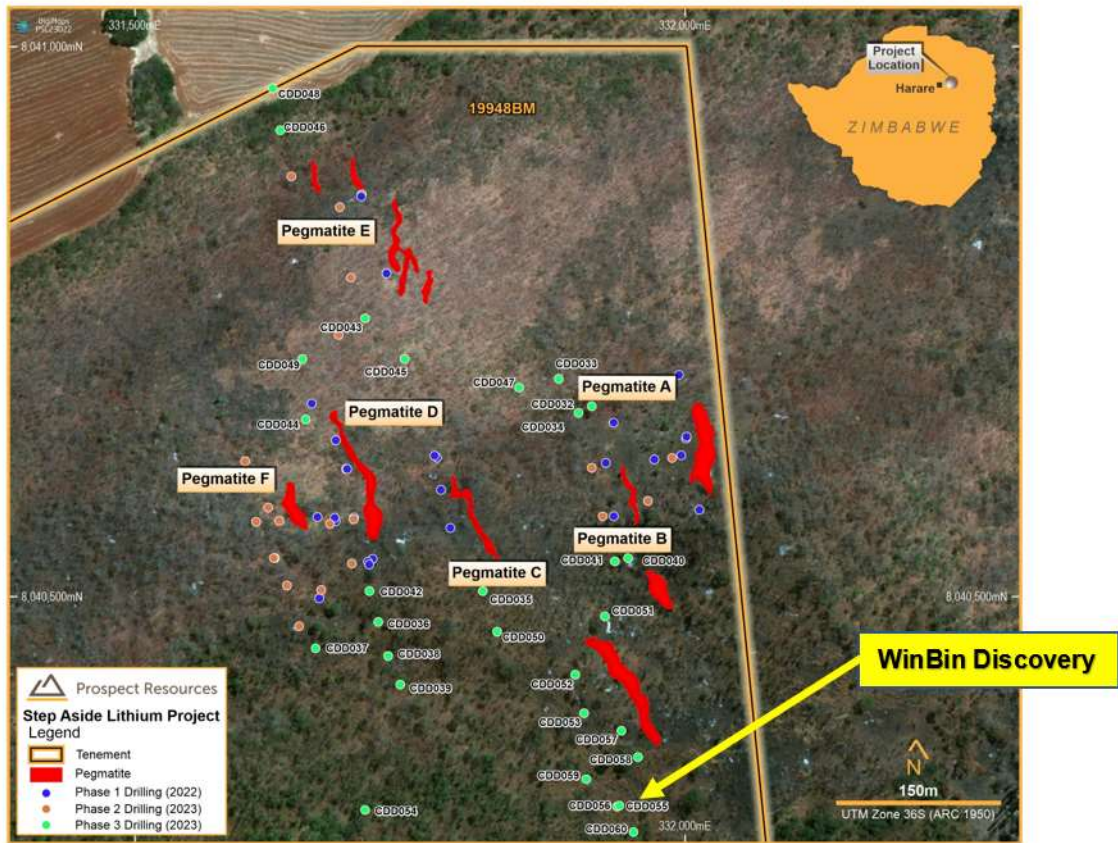 DigiMaps
PSC23022
331,500mE
332,000mE
8,041,000mN
Project
Location
Harare
ZIMBABWE
19948BM
CDD048
CDD046
Pegmatite E
CDD043
CDD049
CDD045
CDD033
CDD047
Pegmatite A
CDD032
CDD034
Pegmatite D
CDD044
Pegmatite F
Pegmatite B
CDD041
CDD040
Pegmatite C
CDD042
CDD035
8,040,500mN
8,040,500mN
CDD051
CDD036
CDD050
CDD037
CDD038
WinBin Discovery
CDD052
CDD039
CDD053
CDD057
CDD058
CDD059
CDD056
CDD055
CDD054
CDD060
332,000mE
Prospect Resources
Step Aside Lithium Project
Legend
Tenement
Pegmatite
Phase 1 Drilling (2022)
Phase 2 Drilling (2023)
Phase 3 Drilling (2023)
N
150m
UTM Zone 36S (ARC 1950)